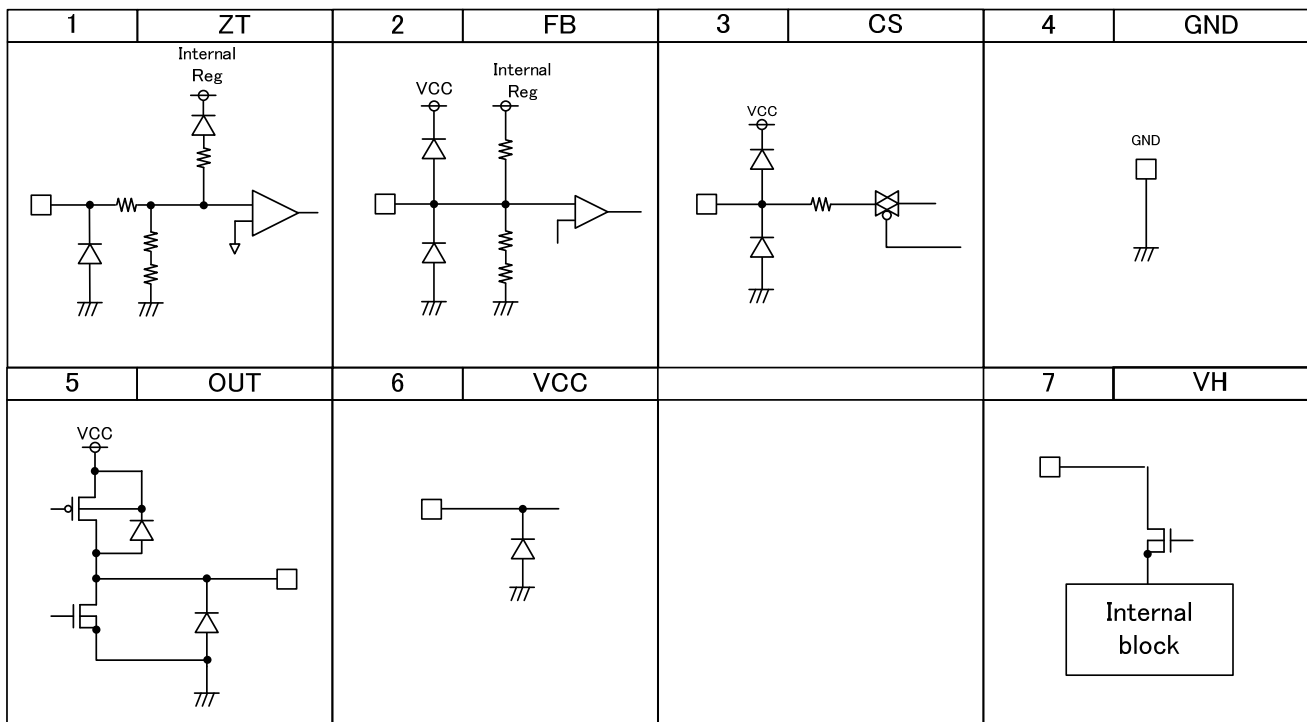 1 ZT 2 FB 3 CS 4 GND
Internal
Reg
VCC
Internal
Reg
VCC
GND
5 OUT 6 VCC 7 VH
VCC
Internal
block